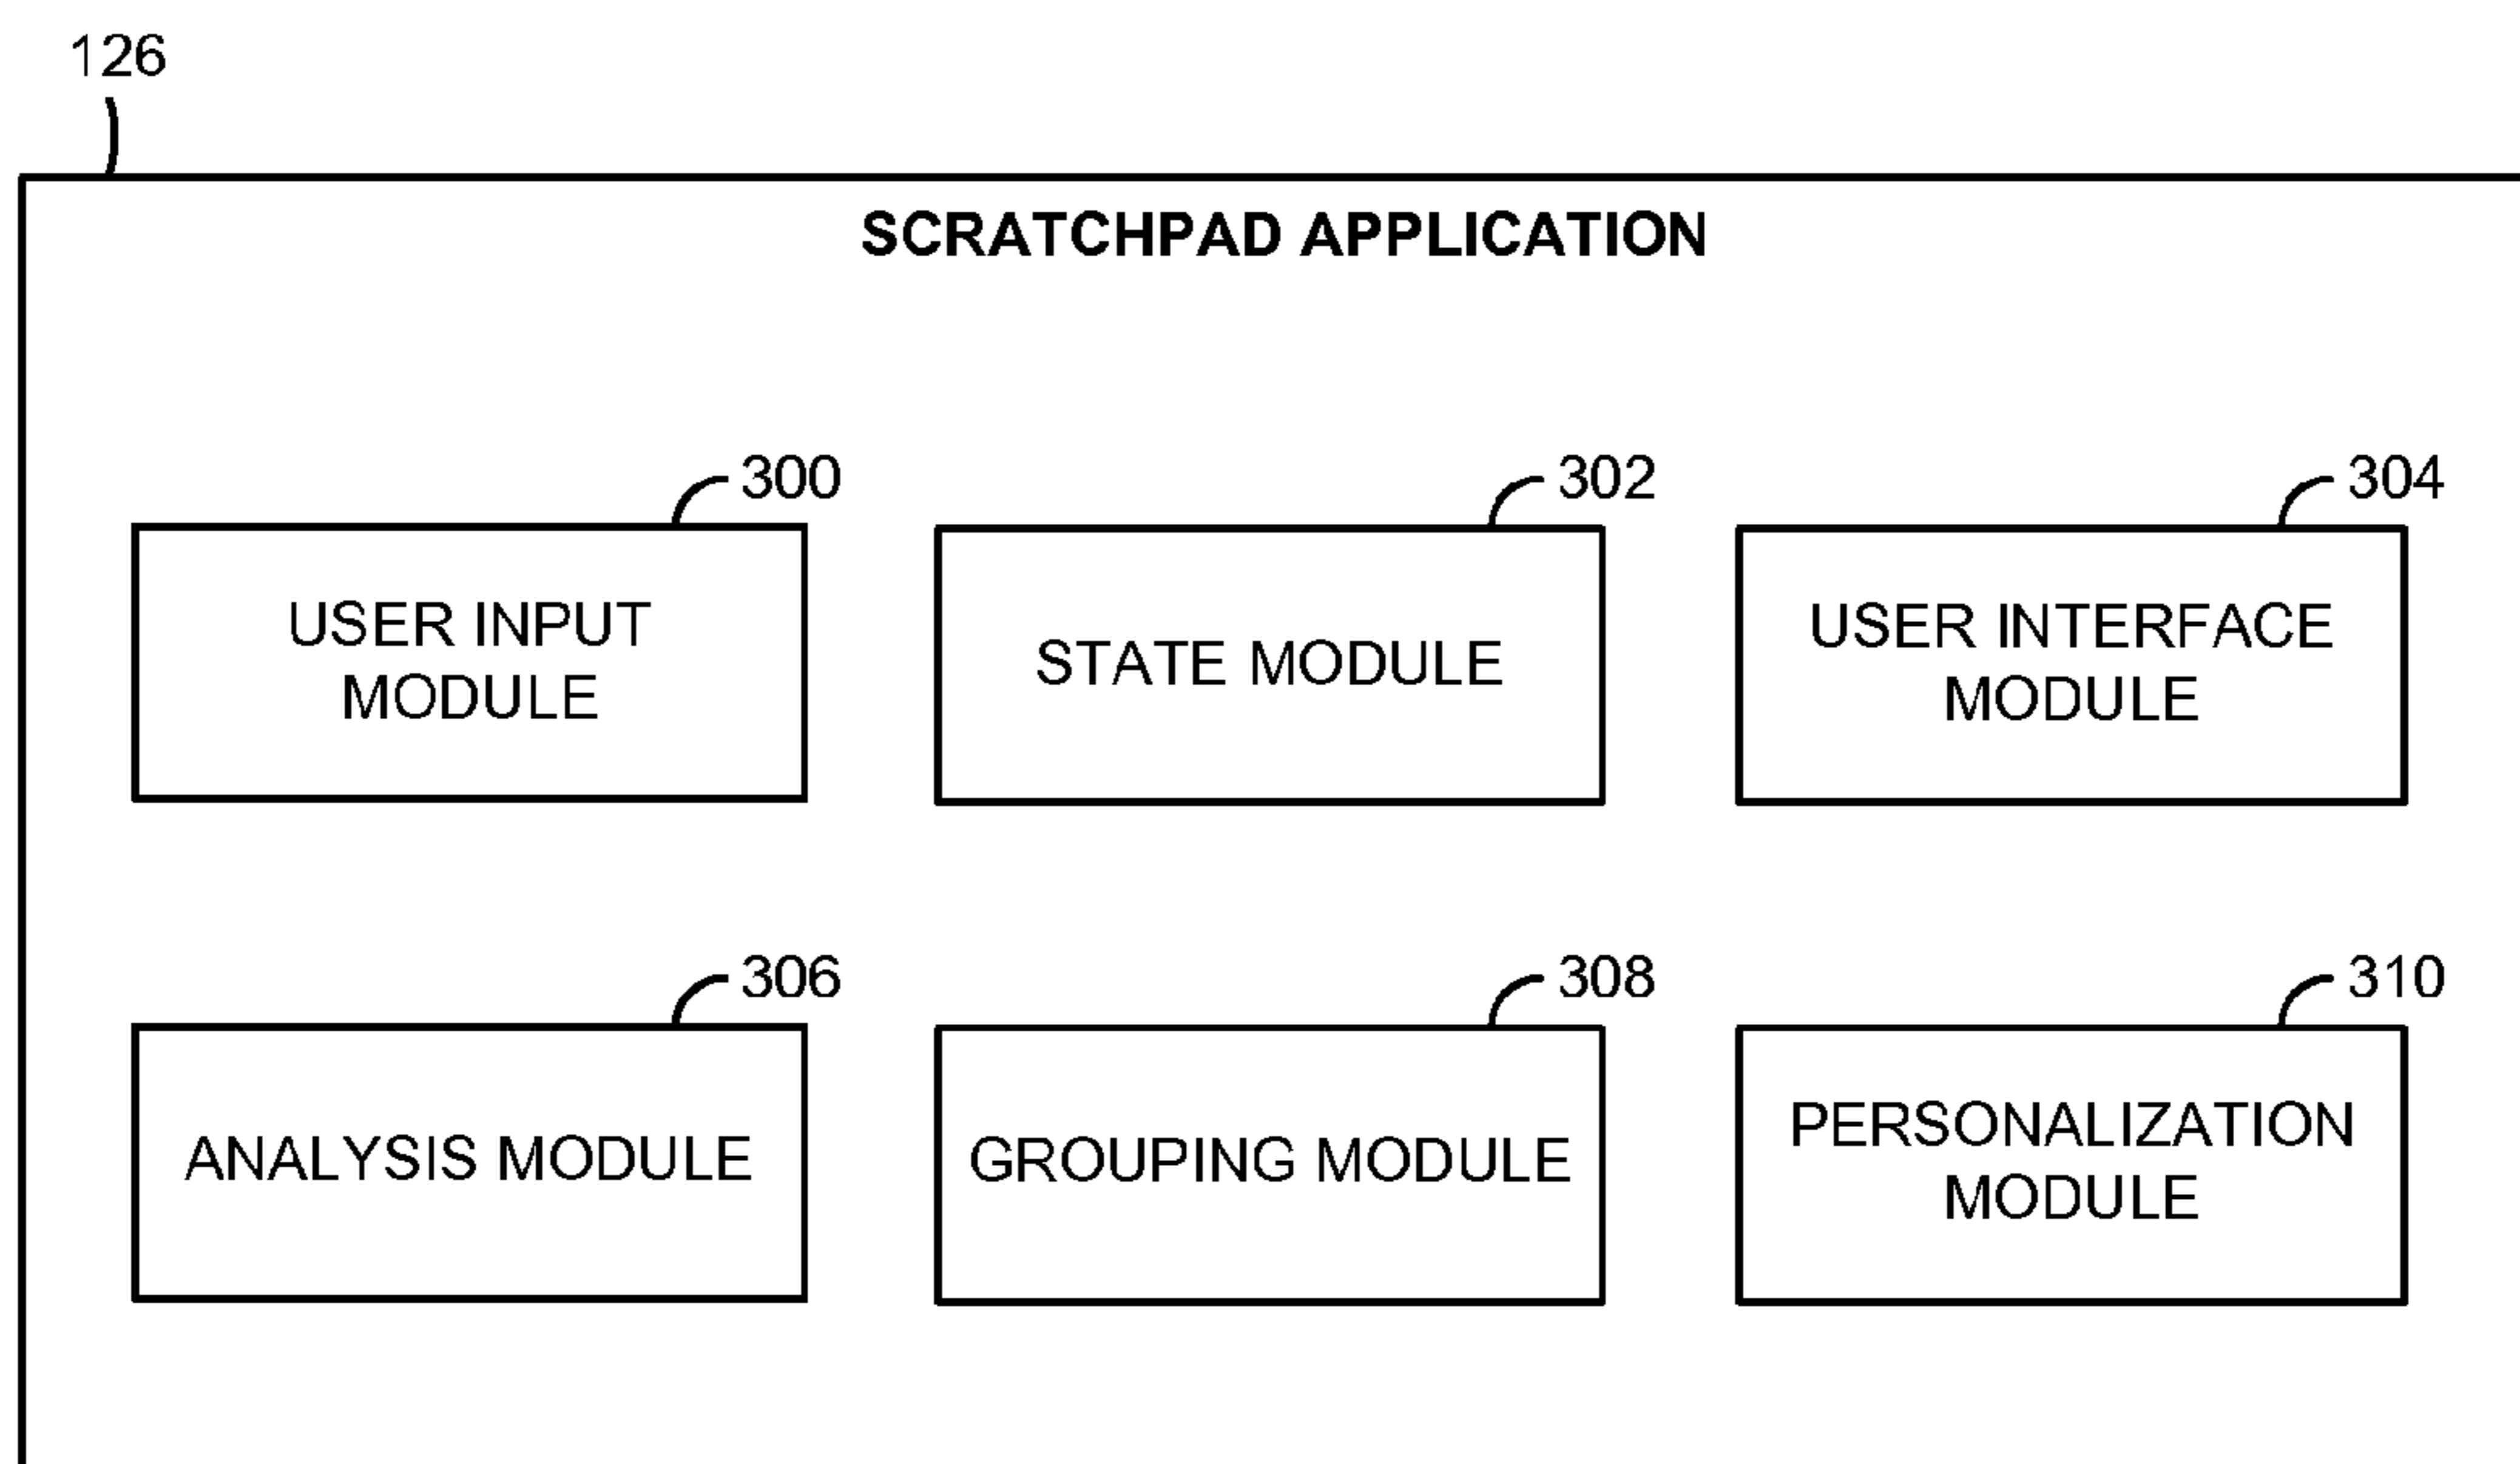 126
SCRATCHPAD APPLICATION
300
302
304
USER INPUT
MODULE
STATE MODULE
USER INTERFACE
MODULE
306
308
310
ANALYSIS MODULE
GROUPING MODULE
PERSONALIZATION
MODULE